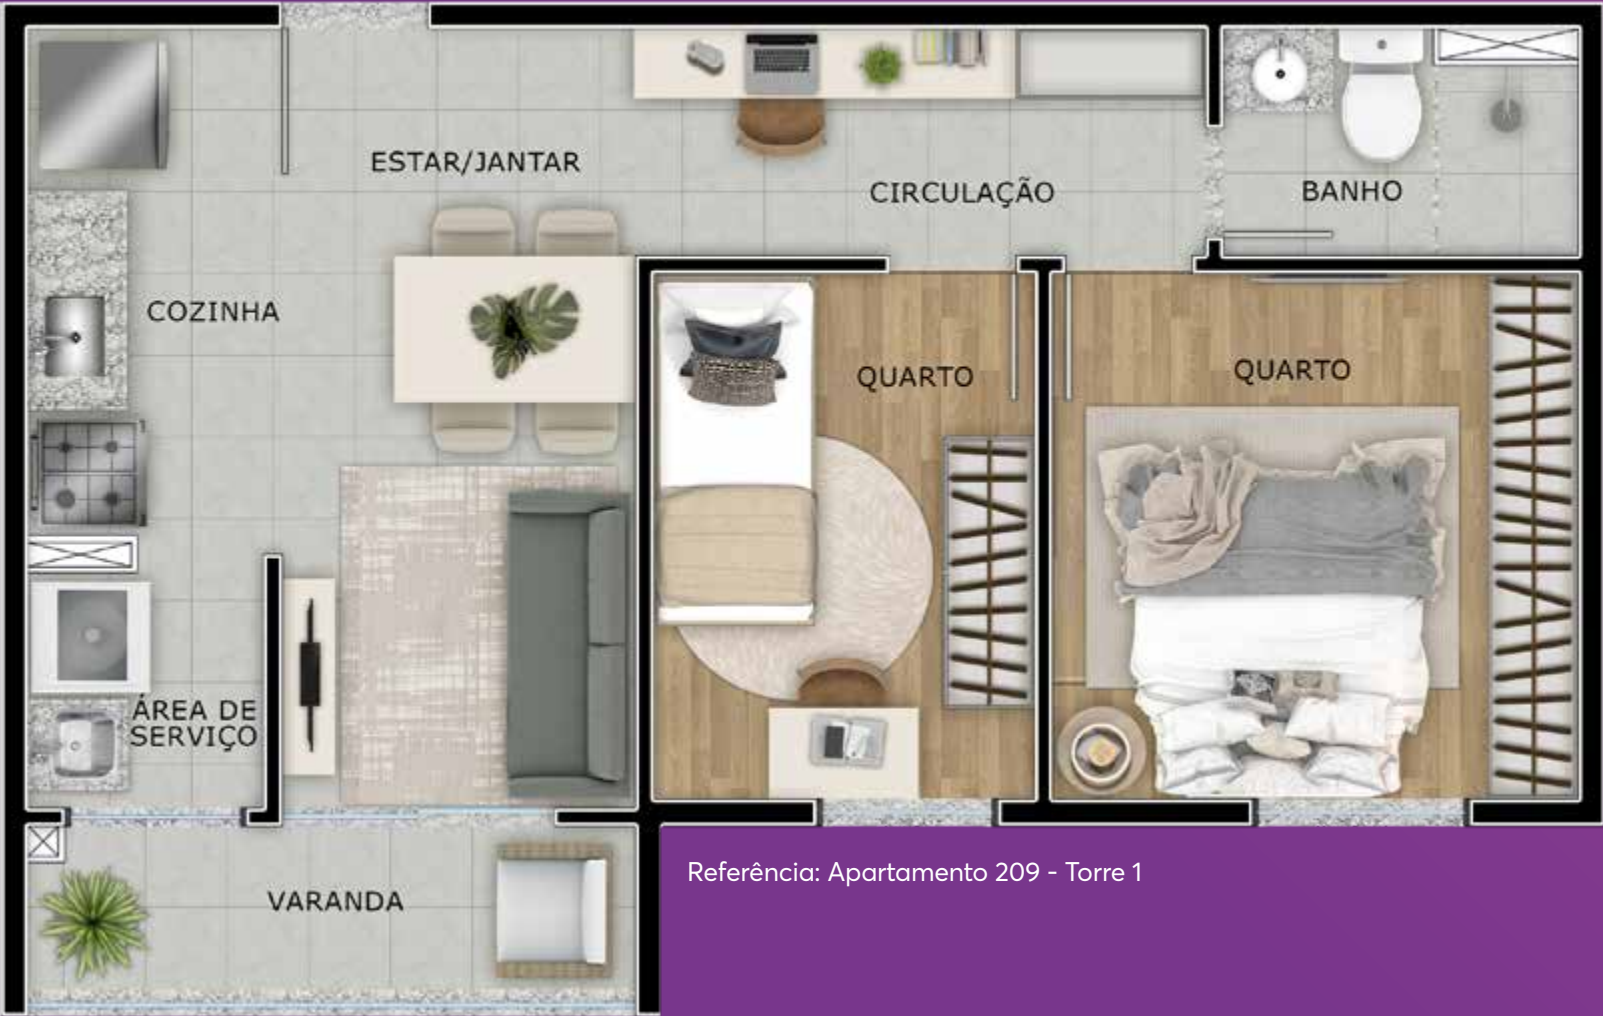 ESTAR/JANTAR
CIRCULAÇÃO
BANHO
COZINHA
QUARTO
QUARTO
ÁREA DE
SERVIÇO
VARANDA
Referência: Apartamento 209 - Torre 1